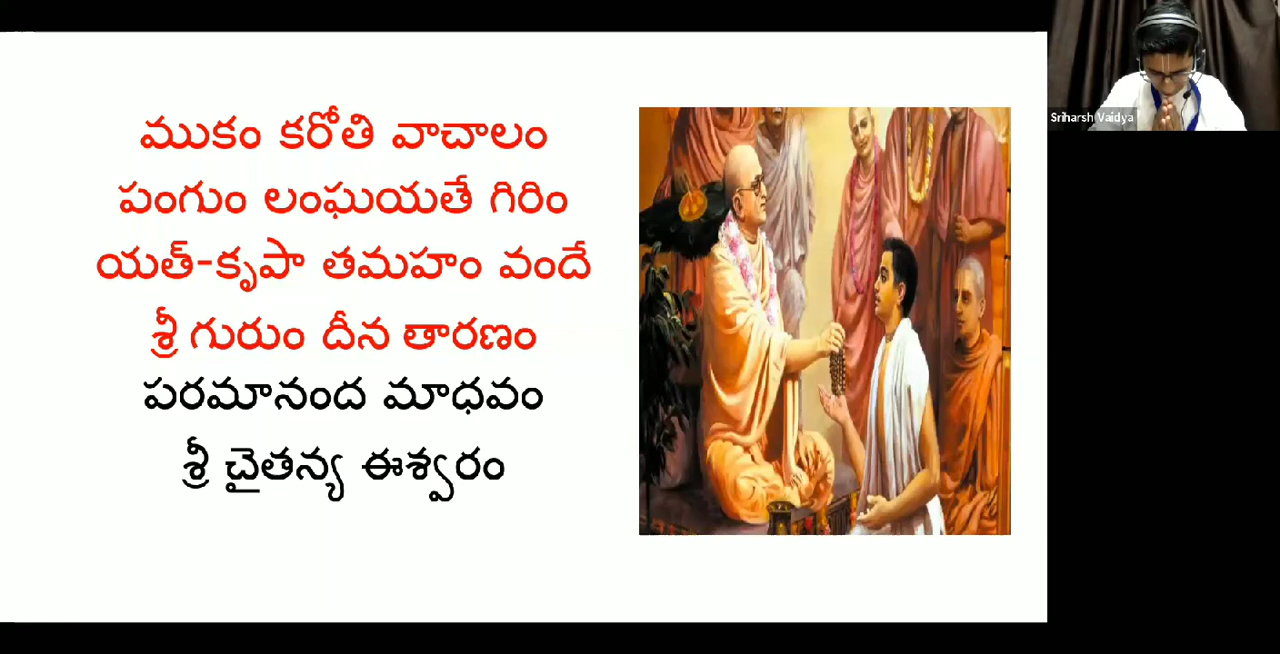 ముకం కరోతి వాచాలం
పంగుం లంఘయతే గిరిం
యత్-కృపా తమహం వందే
శ్రీ గురుం దీన తారణం
పరమానంద మాధవం
శ్రీ చైతన్య ఈశ్వరం
Sriharsh Vaidya